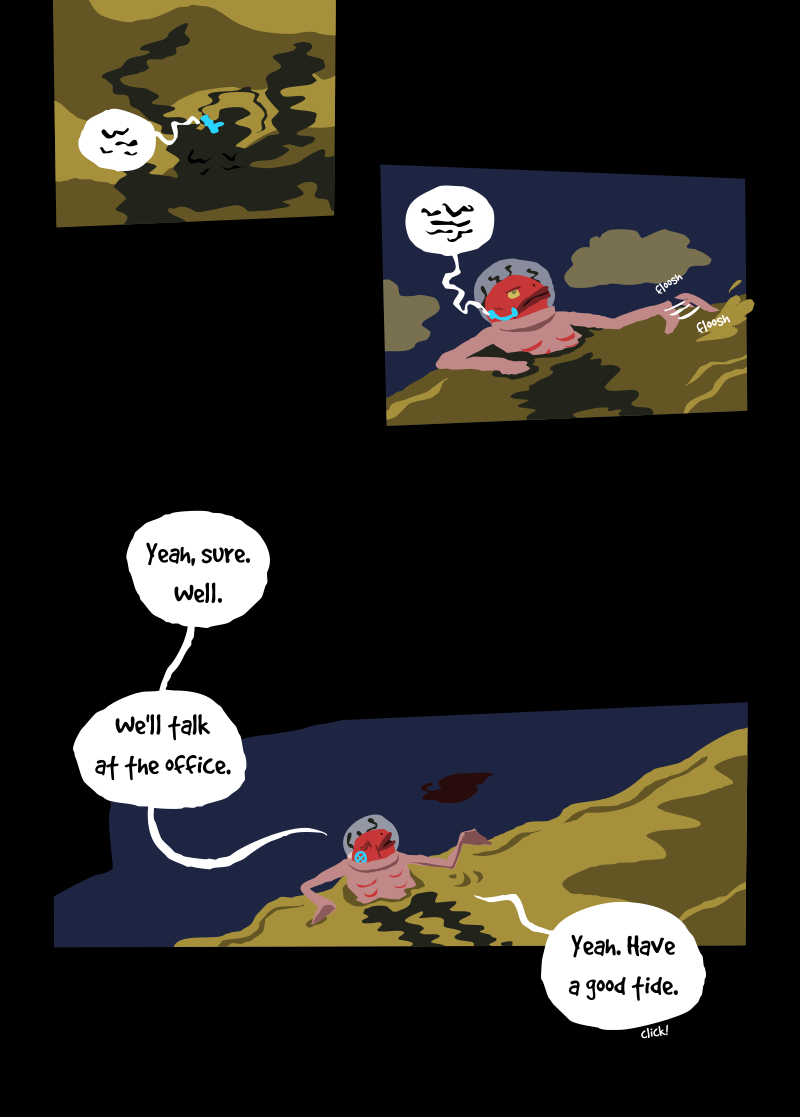 floosh
floosh
Yeah, sure.
Well.
We'll talk
at the office.
Yeah. Have
a good tide.
click!